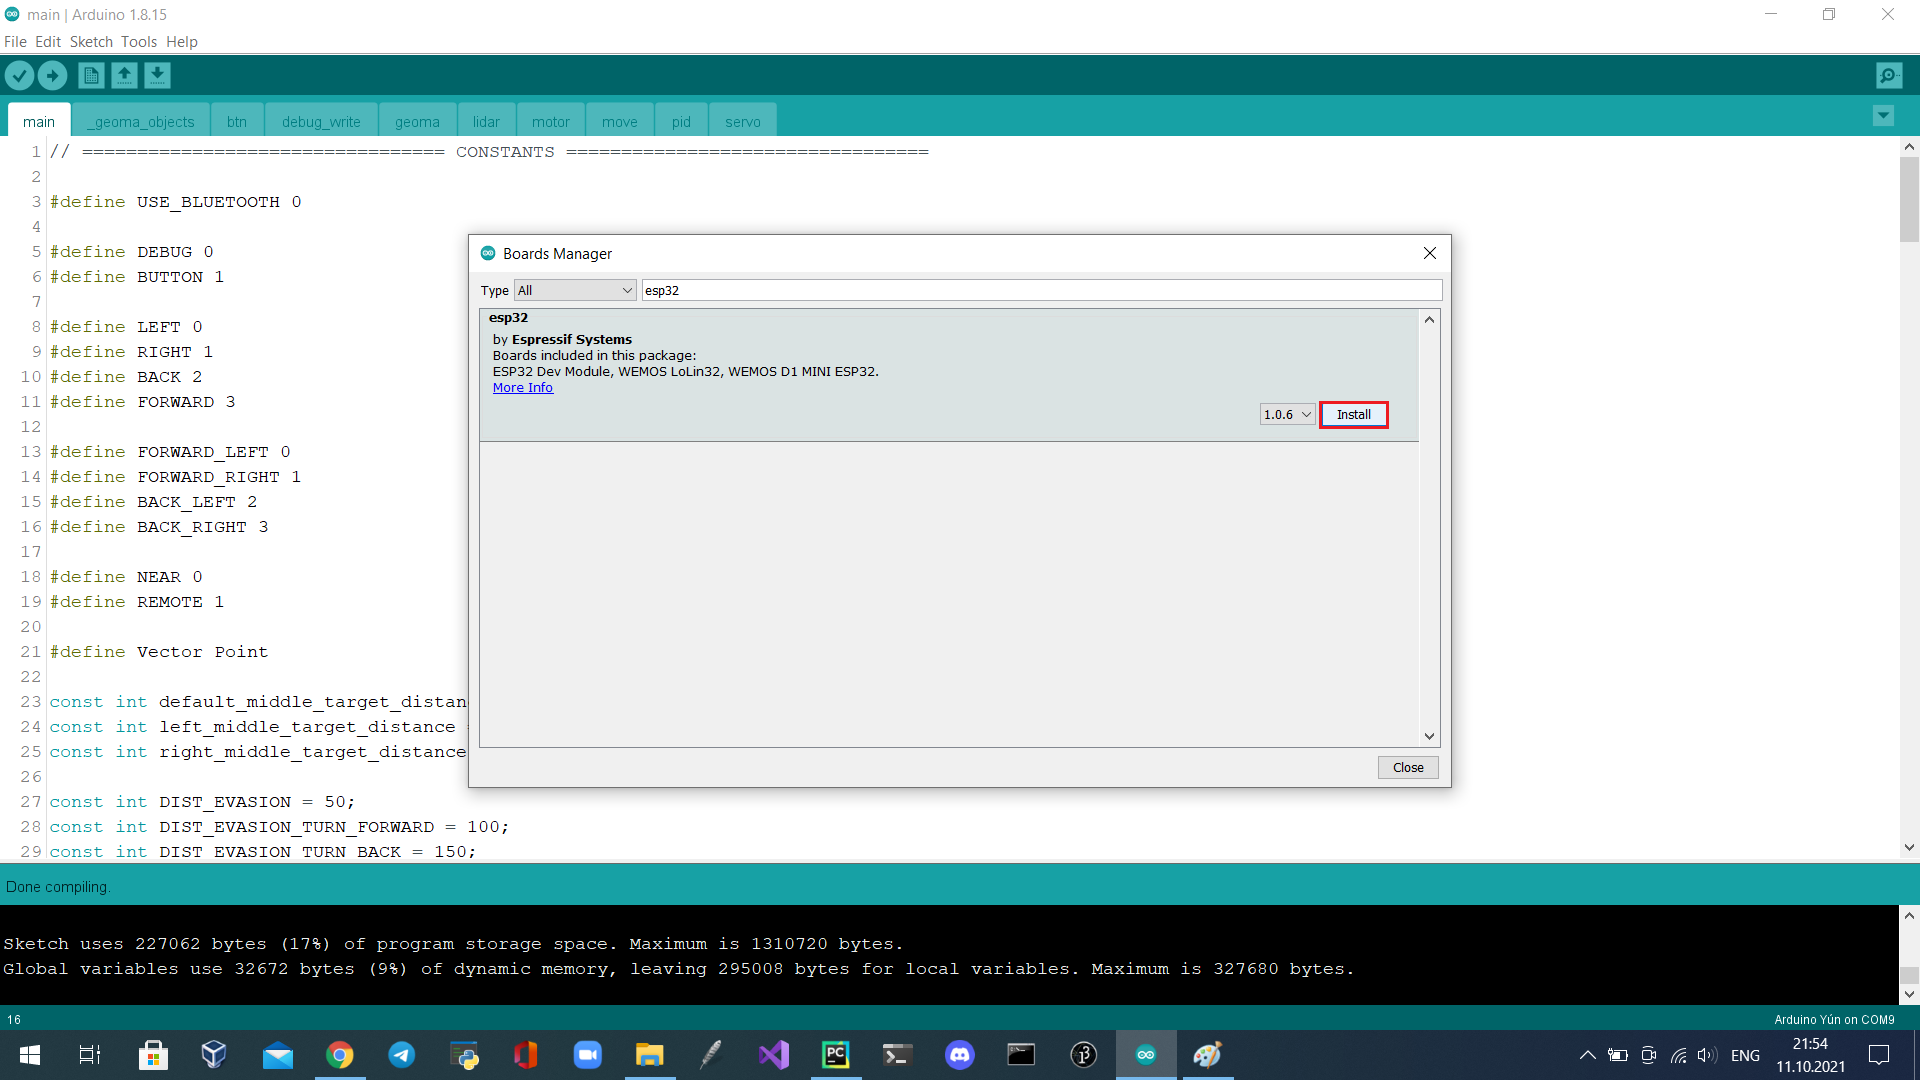 main | Arduino 1.8.15
File Edit Sketch Tools Help
main _geoma_objects btn debug_write geoma lidar motor move pid servo
1 // ================================= CONSTANTS =================================
2
3 #define USE_BLUETOOTH 0
4
5 #define DEBUG 0
6 #define BUTTON 1
7
8 #define LEFT 0
9 #define RIGHT 1
10 #define BACK 2
11 #define FORWARD 3
12
13 #define FORWARD_LEFT 0
14 #define FORWARD_RIGHT 1
15 #define BACK_LEFT 2
16 #define BACK_RIGHT 3
17
18 #define NEAR 0
19 #define REMOTE 1
20
21 #define Vector Point
22
23 const int default_middle_target_distan
24 const int left_middle_target_distance
25 const int right_middle_target_distance
26
27 const int DIST_EVASION = 50;
28 const int DIST_EVASION_TURN_FORWARD = 100;
29 const int DIST_EVASION_TURN_BACK = 150;
Boards Manager
Type All esp32
esp32
by Espressif Systems
Boards included in this package:
ESP32 Dev Module, WEMOS LoLin32, WEMOS D1 MINI ESP32.
More Info
1.0.6 Install
Close
Done compiling.
Sketch uses 227062 bytes (17%) of program storage space. Maximum is 1310720 bytes.
Global variables use 32672 bytes (9%) of dynamic memory, leaving 295008 bytes for local variables. Maximum is 327680 bytes.
16 Arduino Yún on COM9
PC
ENG
21:54
11.10.2021